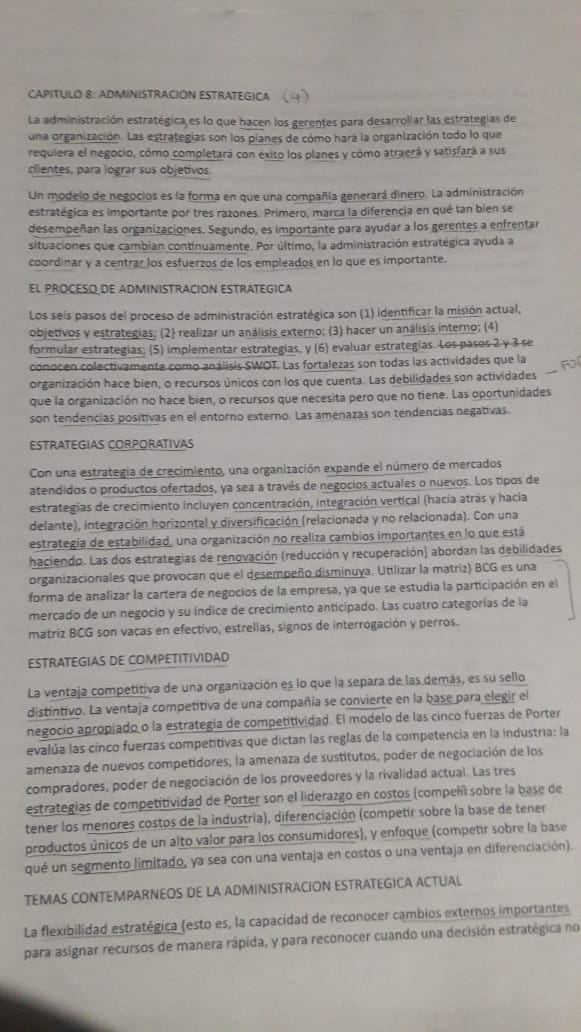 CAPITULO 8: ADMINISTRACION ESTRATEGICA (4)
La administración estratégica es lo que hacen los gerentes para desarrollar las estrategias de
una organización. Las estrategias son los planes de cómo hará la organización todo lo que
requiera el negocio, cómo completará con éxito los planes y cómo atraerá y satisfará a sus
clientes, para lograr sus objetivos.
Un modelo de negocios es la forma en que una compañía generará dinero. La administración
estratégica es importante por tres razones. Primero, marca la diferencia en qué tan bien se
desempeñan las organizaciones. Segundo, es importante para ayudar a los gerentes a enfrentar
situaciones que cambian continuamente. Por último, la administración estratégica ayuda a
coordinar y a centrar los esfuerzos de los empleados en lo que es importante.
EL PROCESO DE ADMINISTRACION ESTRATEGICA
Los seis pasos del proceso de administración estratégica son (1) identificar la misión actual,
objetivos y estrategias; (2) realizar un análisis externo; (3) hacer un análisis interno; (4)
formular estrategias; (5) implementar estrategias, y (6) evaluar estrategias. Los pasos 2 y 3 se
conocen colectivamente como análisis SWOT. Las fortalezas son todas las actividades que la
organización hace bien, o recursos únicos con los que cuenta. Las debilidades son actividades
que la organización no hace bien, o recursos que necesita pero que no tiene. Las oportunidades
son tendencias positivas en el entorno externo. Las amenazas son tendencias negativas.
ESTRATEGIAS CORPORATIVAS
Con una estrategia de crecimiento, una organización expande el número de mercados
atendidos o productos ofertados, ya sea a través de negocios actuales o nuevos. Los tipos de
estrategias de crecimiento incluyen concentración, integración vertical (hacia atrás y hacia
delante), integración horizontal y diversificación (relacionada y no relacionada). Con una
estrategia de estabilidad, una organización no realiza cambios importantes en lo que está
haciendo. Las dos estrategias de renovación (reducción y recuperación) abordan las debilidades
organizacionales que provocan que el desempeño disminuya. Utilizar la matriz) BCG es una
forma de analizar la cartera de negocios de la empresa, ya que se estudia la participación en el
mercado de un negocio y su índice de crecimiento anticipado. Las cuatro categorías de la
matriz BCG son vacas en efectivo, estrellas, signos de interrogación y perros.
ESTRATEGIAS DE COMPETITIVIDAD
La ventaja competitiva de una organización es lo que la separa de las demás, es su sello
distintivo. La ventaja competitiva de una compañía se convierte en la base para elegir el
negocio apropiado o la estrategia de competitividad. El modelo de las cinco fuerzas de Porter
evalúa las cinco fuerzas competitivas que dictan las reglas de la competencia en la industria: la
amenaza de nuevos competidores, la amenaza de sustitutos, poder de negociación de los
compradores, poder de negociación de los proveedores y la rivalidad actual. Las tres
estrategias de competitividad de Porter son el liderazgo en costos sobre la base de
tener los menores costos de la industria), diferenciación (competir sobre la base de tener
productos únicos de un alto valor para los consumidores), y enfoque (competir sobre la base
qué un segmento limitado, ya sea con una ventaja en costos o una ventaja en diferenciación).
TEMAS CONTEMPARNEOS DE LA ADMINISTRACION ESTRATEGICA ACTUAL
La flexibilidad estratégica (esto es, la capacidad de reconocer cambios externos importantes
para asignar recursos de manera rápida, y para reconocer cuando una decisión estratégica no